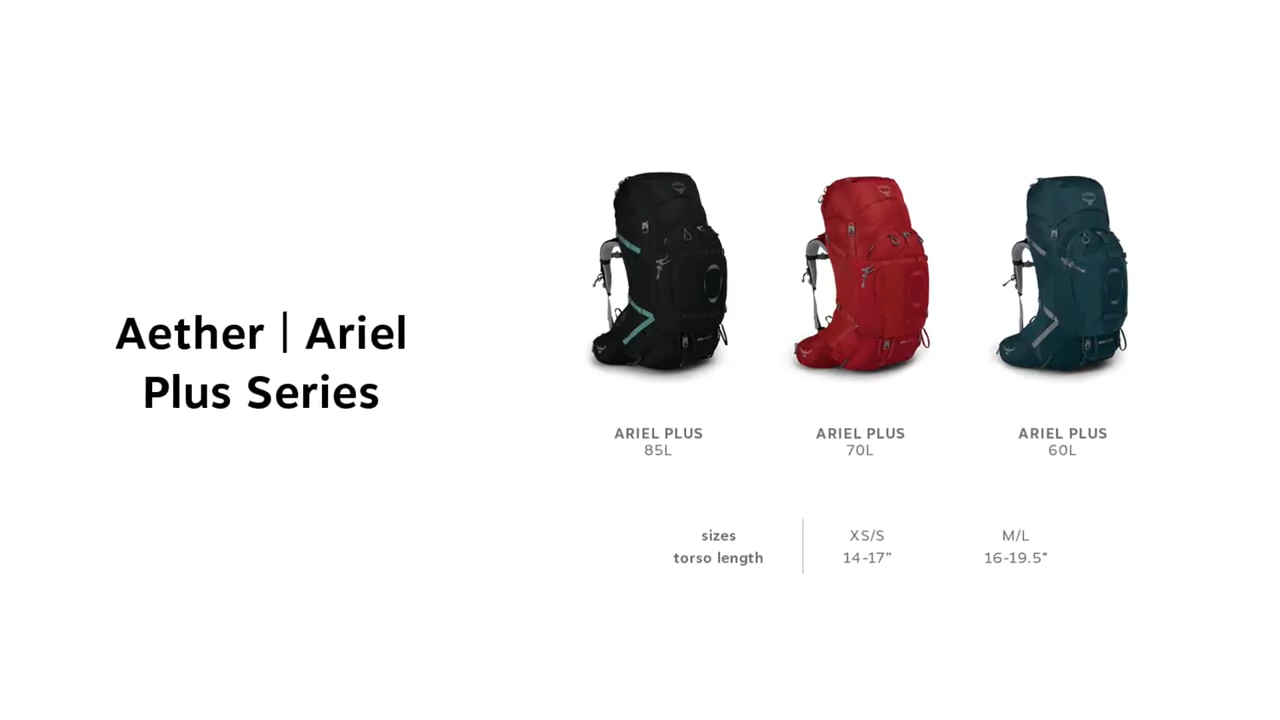 Aether | Ariel
Plus Series
ARIEL PLUS
85L
ARIEL PLUS
70L
ARIEL PLUS
60L
sizes XS/S M/L
torso length 14-17" 16-19.5"